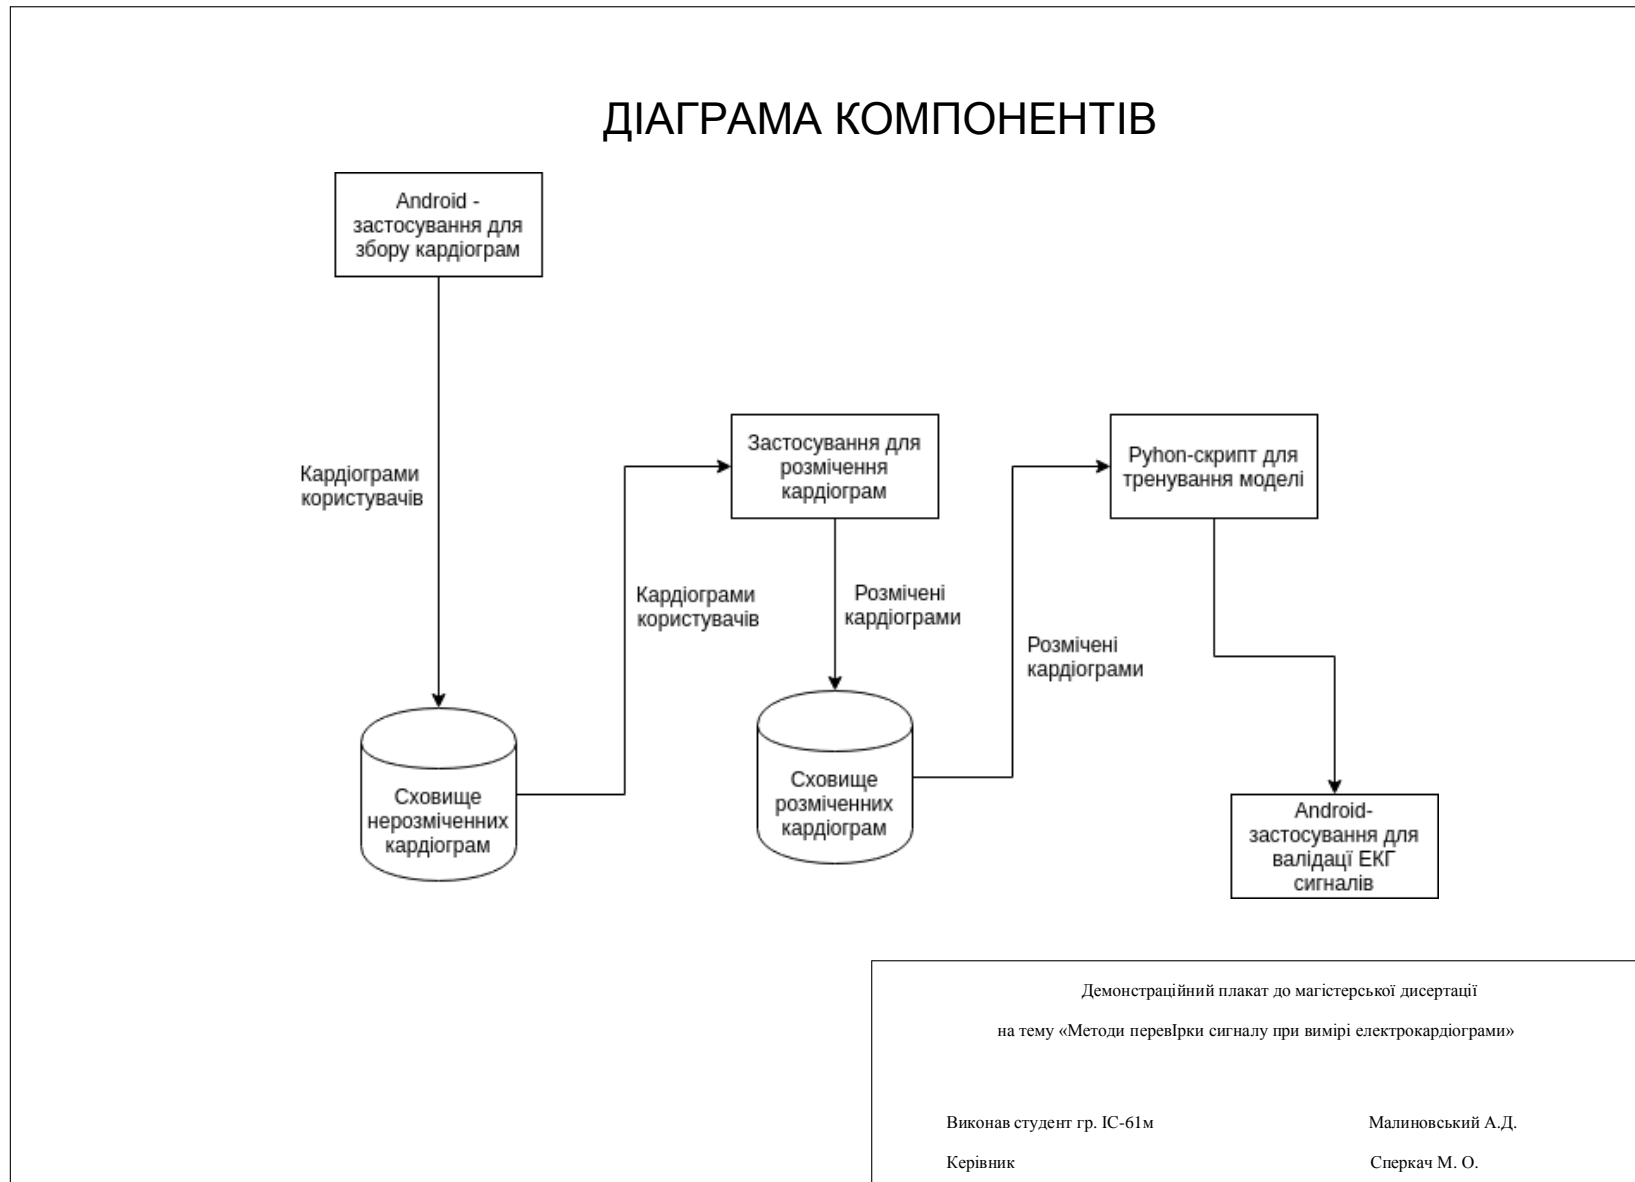 ДІАГРАМА КОМПОНЕНТІВ
Android -
застосування для
збору кардіограм
Кардіограми
користувачів
Сховище
нерозміченних
кардіограм
Кардіограми
користувачів
Застосування для
розмічення
кардіограм
Розмічені
кардіограми
Сховище
розміченних
кардіограм
Розмічені
кардіограми
Pyhon-скрипт для
тренування моделі
Android-
застосування для
валідації ЕКГ
сигналів
Демонстраційний плакат до магістерської дисертації
на тему «Методи перевІрки сигналу при вимірі електрокардіограми»
Виконав студент гр. ІС-61м Малиновський А.Д.
Керівник Сперкач М. О.